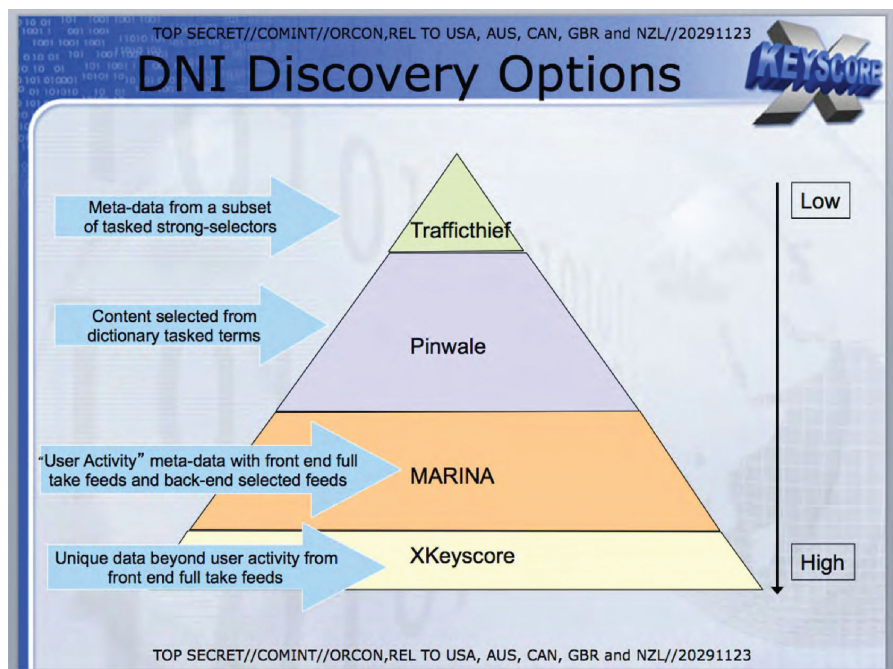 TOP SECRET//COMINT//ORCON,REL TO USA, AUS, CAN, GBR and NZL//20291123
DNI Discovery Options
X
KEYSCORE
Meta-data from a subset
of tasked strong-selectors
Trafficthief
Low
Content selected from
dictionary tasked terms
Pinwale
“User Activity” meta-data with front end full
take feeds and back-end selected feeds
MARINA
Unique data beyond user activity from
front end full take feeds
XKeyscore
High
TOP SECRET//COMINT//ORCON,REL TO USA, AUS, CAN, GBR and NZL//20291123